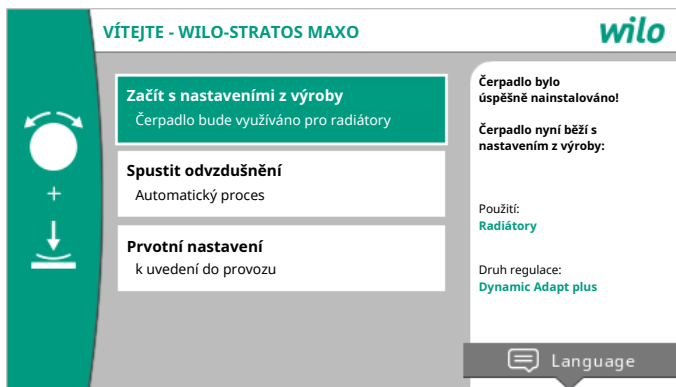 VÍTEJTE - WILO-STRATOS MAXO
wilo
Začít s nastaveními z výroby
Čerpadlo bude využíváno pro radiátory
Spustit odvzdušnění
Automatický proces
Prvotní nastavení
k uvedení do provozu
+
Čerpadlo bylo
úspěšně nainstalováno!
Čerpadlo nyní běží s
nastavením z výroby:
Použití:
Radiátory
Druh regulace:
Dynamic Adapt plus
Language